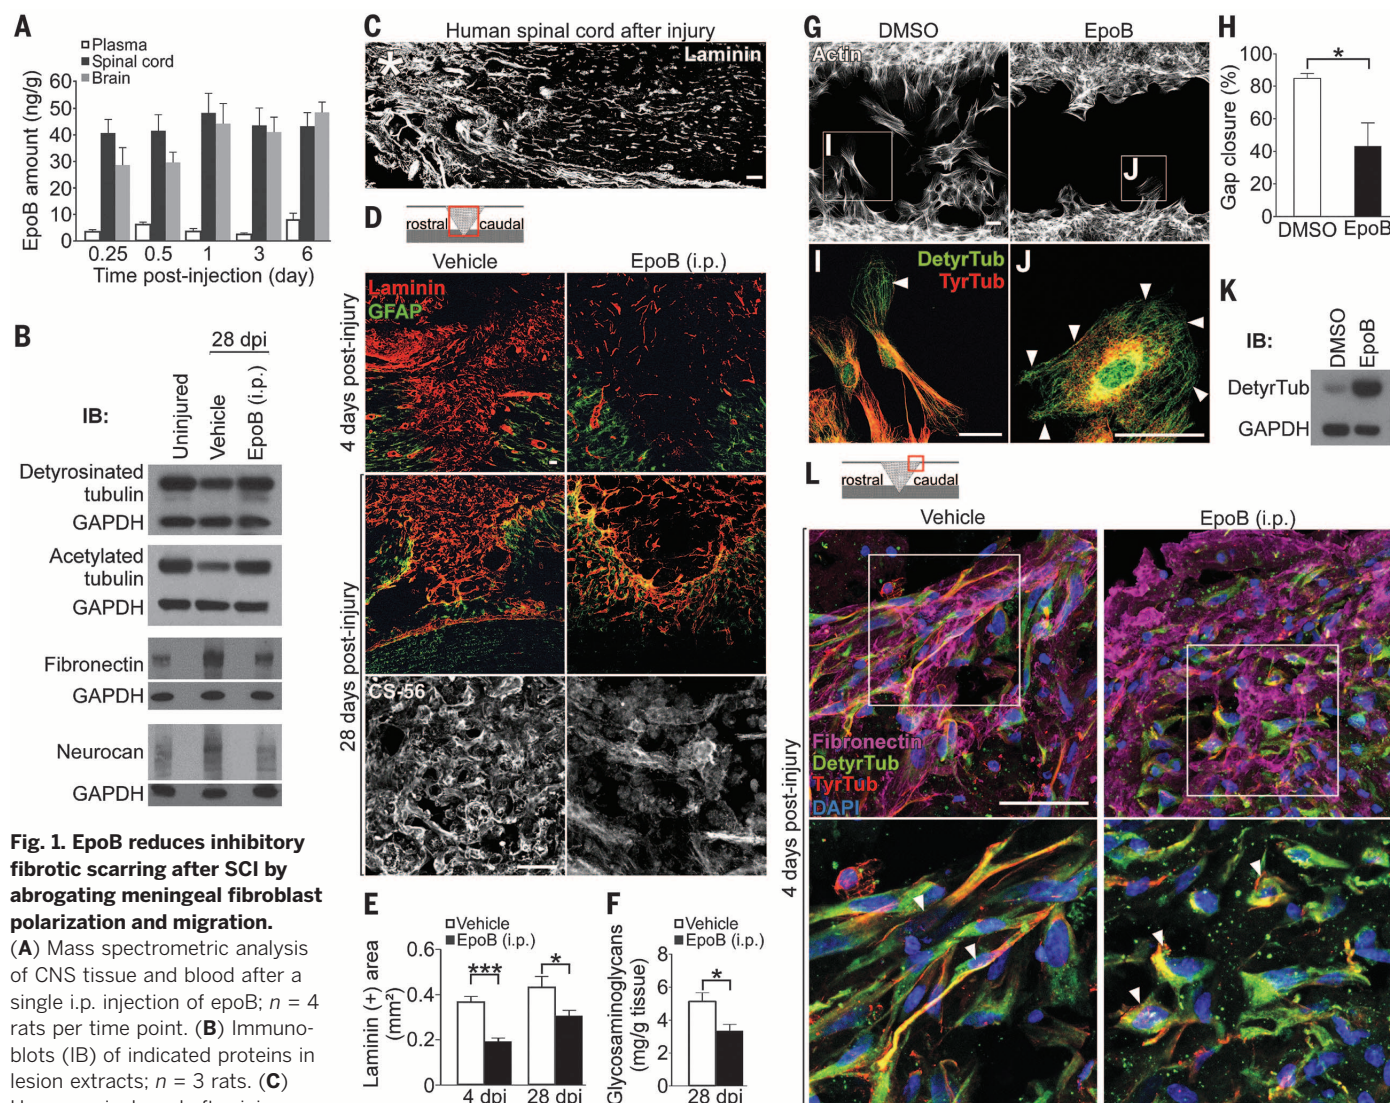 A
Plasma
Spinal cord
Brain
EpoB amount (ng/g)
60
50
40
30
20
10
0
0.25 0.5 1 3 6
Time post-injection (day)
B
28 dpi
IB:
Uninjured
Vehicle
EpoB (i.p.)
Detyrosinated
tubulin
GAPDH
Acetylated
tubulin
GAPDH
Fibronectin
GAPDH
Neurocan
GAPDH
Fig. 1. EpoB reduces inhibitory
fibrotic scarring after SCI by
abrogating meningeal fibroblast
polarization and migration.
(A) Mass spectrometric analysis
of CNS tissue and blood after a
single i.p. injection of epoB; n = 4
rats per time point. (B) Immuno-
blots (IB) of indicated proteins in
lesion extracts; n = 3 rats. (C)
C
Human spinal cord after injury
Laminin
*
D
rostral caudal
Vehicle EpoB (i.p.)
Laminin
GFAP
4 days post-injury
28 days post-injury
CS-56
E
Vehicle
EpoB (i.p.)
Laminin (+) area
(mm²)
0.6
0.4
0.2
0
*** *
4 dpi 28 dpi
F
Vehicle
EpoB (i.p.)
Glycosaminoglycans
(mg/g tissue)
8
6
4
2
0
*
28 dpi
G
DMSO EpoB
Actin
I
J
I
DetyrTub
TyrTub
J
H
Gap closure (%)
100
80
60
40
20
0
*
DMSO EpoB
K
IB:
DMSO
EpoB
DetyrTub
GAPDH
L
rostral caudal
Vehicle EpoB (i.p.)
4 days post-injury
Fibronectin
DetyrTub
TyrTub
DAPI